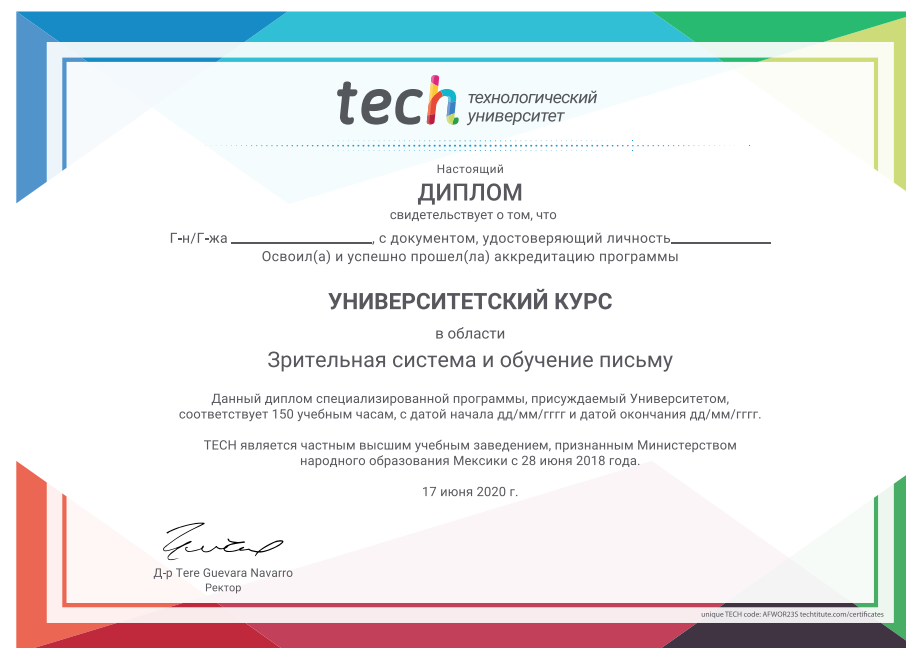 tech технологический
университет
Настоящий
ДИПЛОМ
свидетельствует о том, что
Г-н/Г-жа ____________________, с документом, удостоверяющий личность______________
Освоил(а) и успешно прошел(ла) аккредитацию программы
УНИВЕРСИТЕТСКИЙ КУРС
в области
Зрительная система и обучение письму
Данный диплом специализированной программы, присуждаемый Университетом,
соответствует 150 учебным часам, с датой начала дд/мм/гггг и датой окончания дд/мм/гггг.
TECH является частным высшим учебным заведением, признанным Министерством
народного образования Мексики с 28 июня 2018 года.
17 июня 2020 г.
Д-р Tere Guevara Navarro
Ректор
unique TECH code: AFWOR23S techtitute.com/certificates